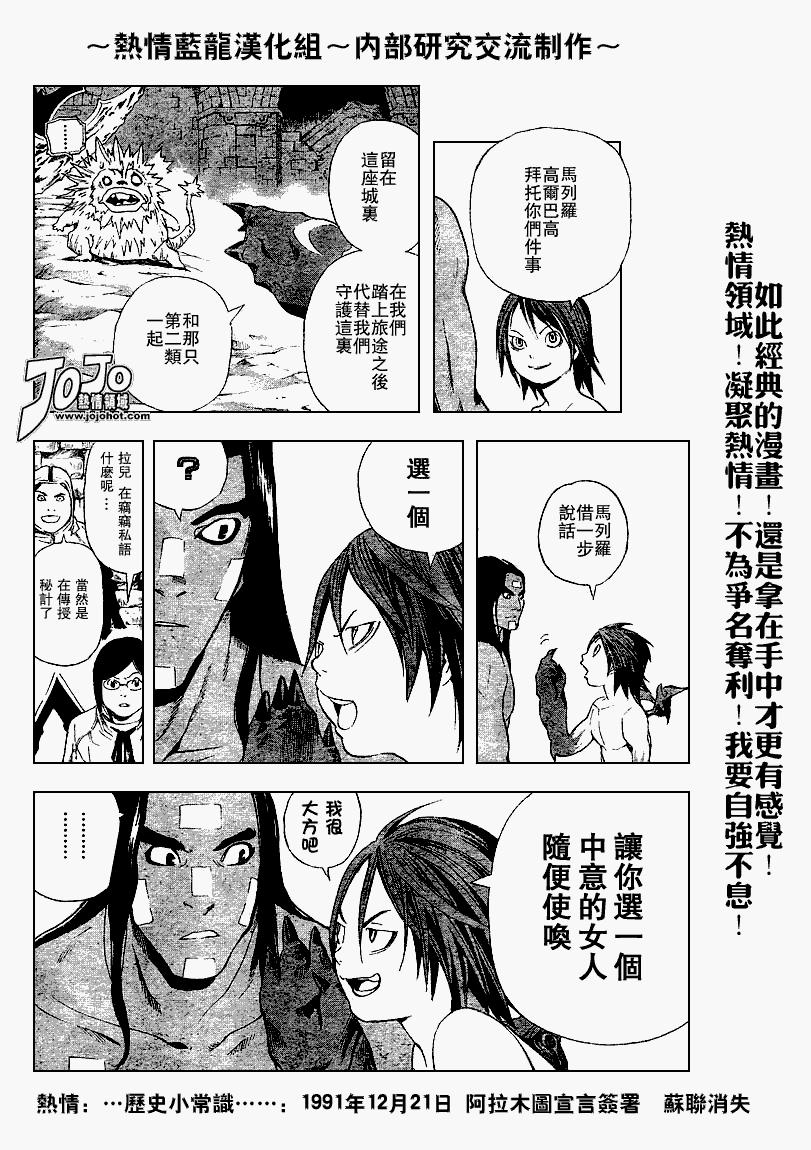 ～熱情藍龍漢化組～内部研究交流制作～
馬列羅
高爾巴高
拜托你們件事
留在
這座城裏
在我們
踏上旅途之後
代替我們
守護這裏
和那只
第二類
一起
………
JOJO
熱情領域
www.jojohot.com
馬列羅
借一步
說話
選一個
？
拉兒 在竊竊私語
什麽呢…
當然是
在傳授
秘計了
讓你選一個
中意的女人
隨便使喚
我很
大方吧
………
如此經典的漫畫！還是拿在手中才更有感覺！
熱情領域！凝聚熱情！不為爭名奪利！我要自強不息！
熱情：…歷史小常識……：1991年12月21日 阿拉木圖宣言簽署 蘇聯消失